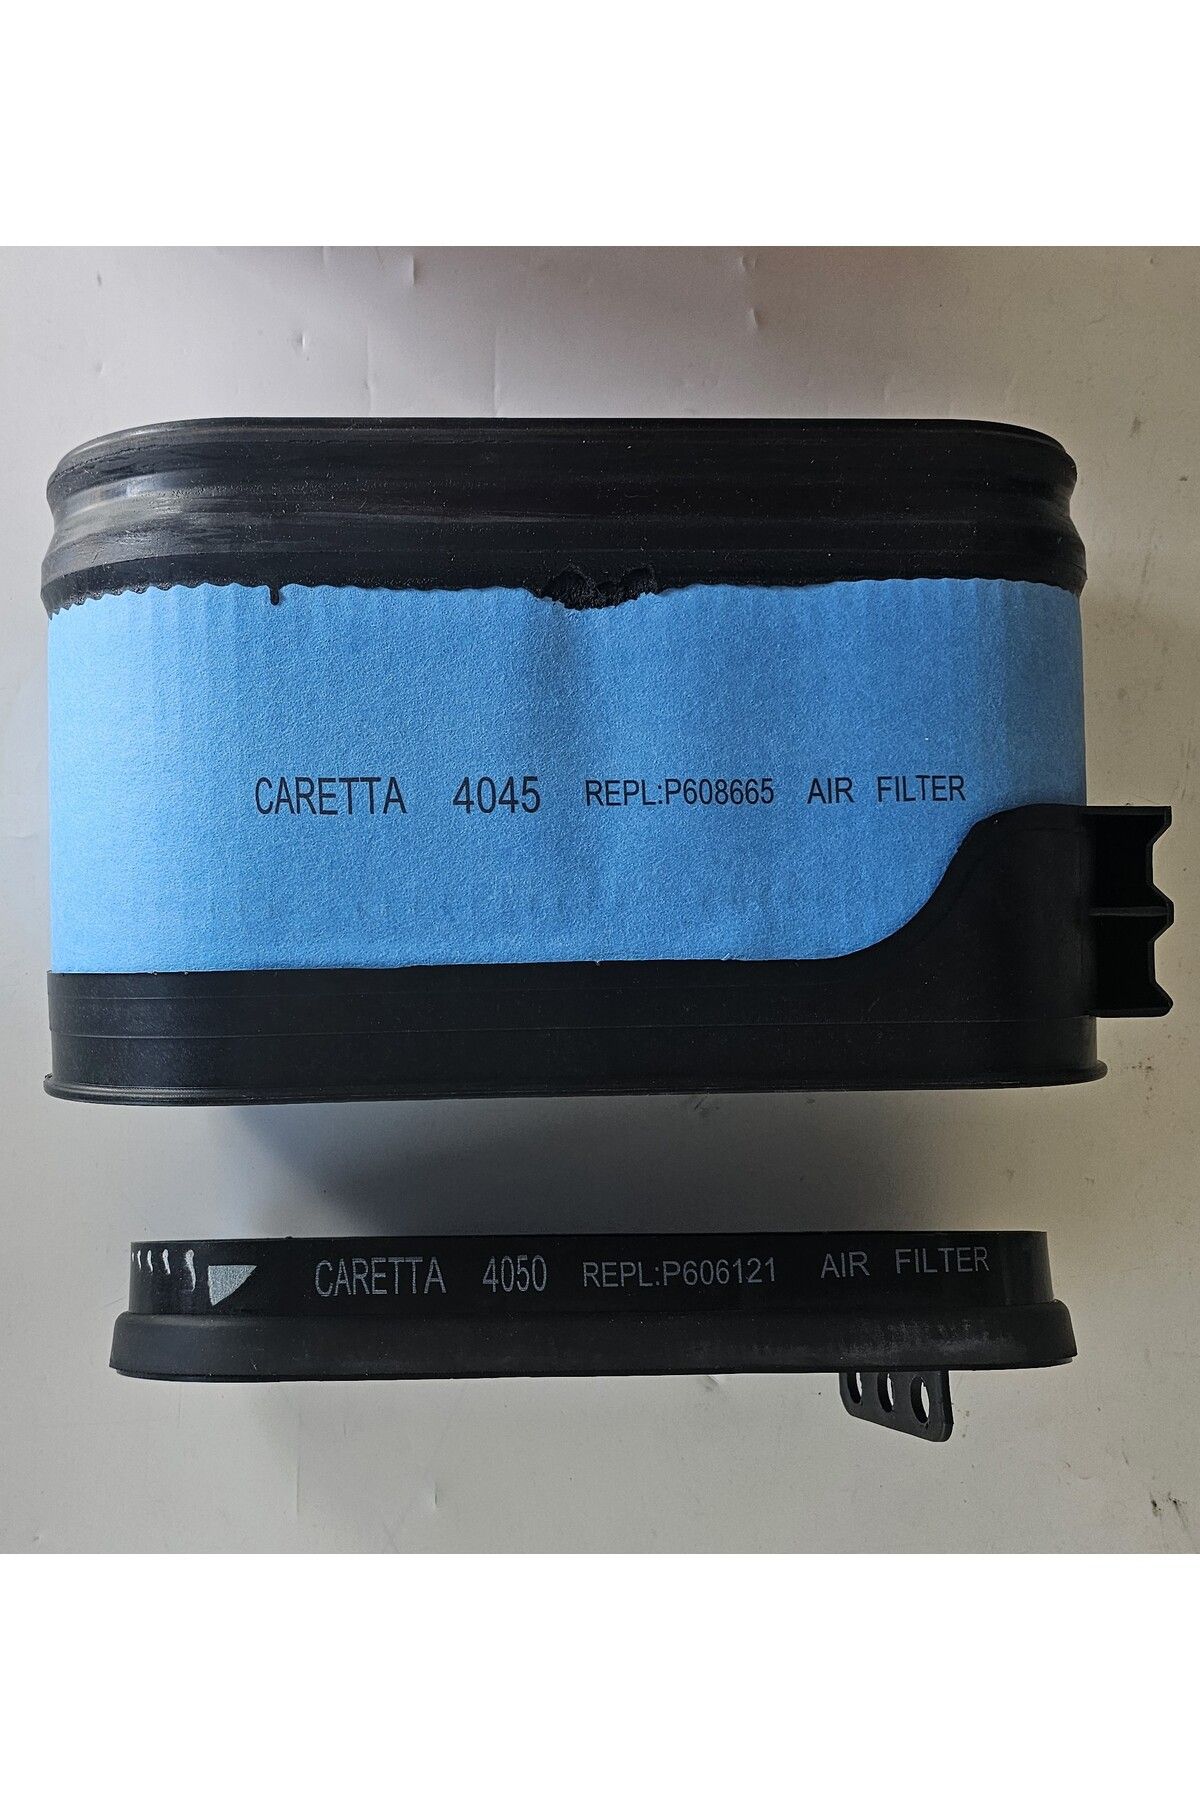 CARETTA 4045 REPL:P608665 AIR FILTER
CARETTA 4050 REPL:P606121 AIR FILTER